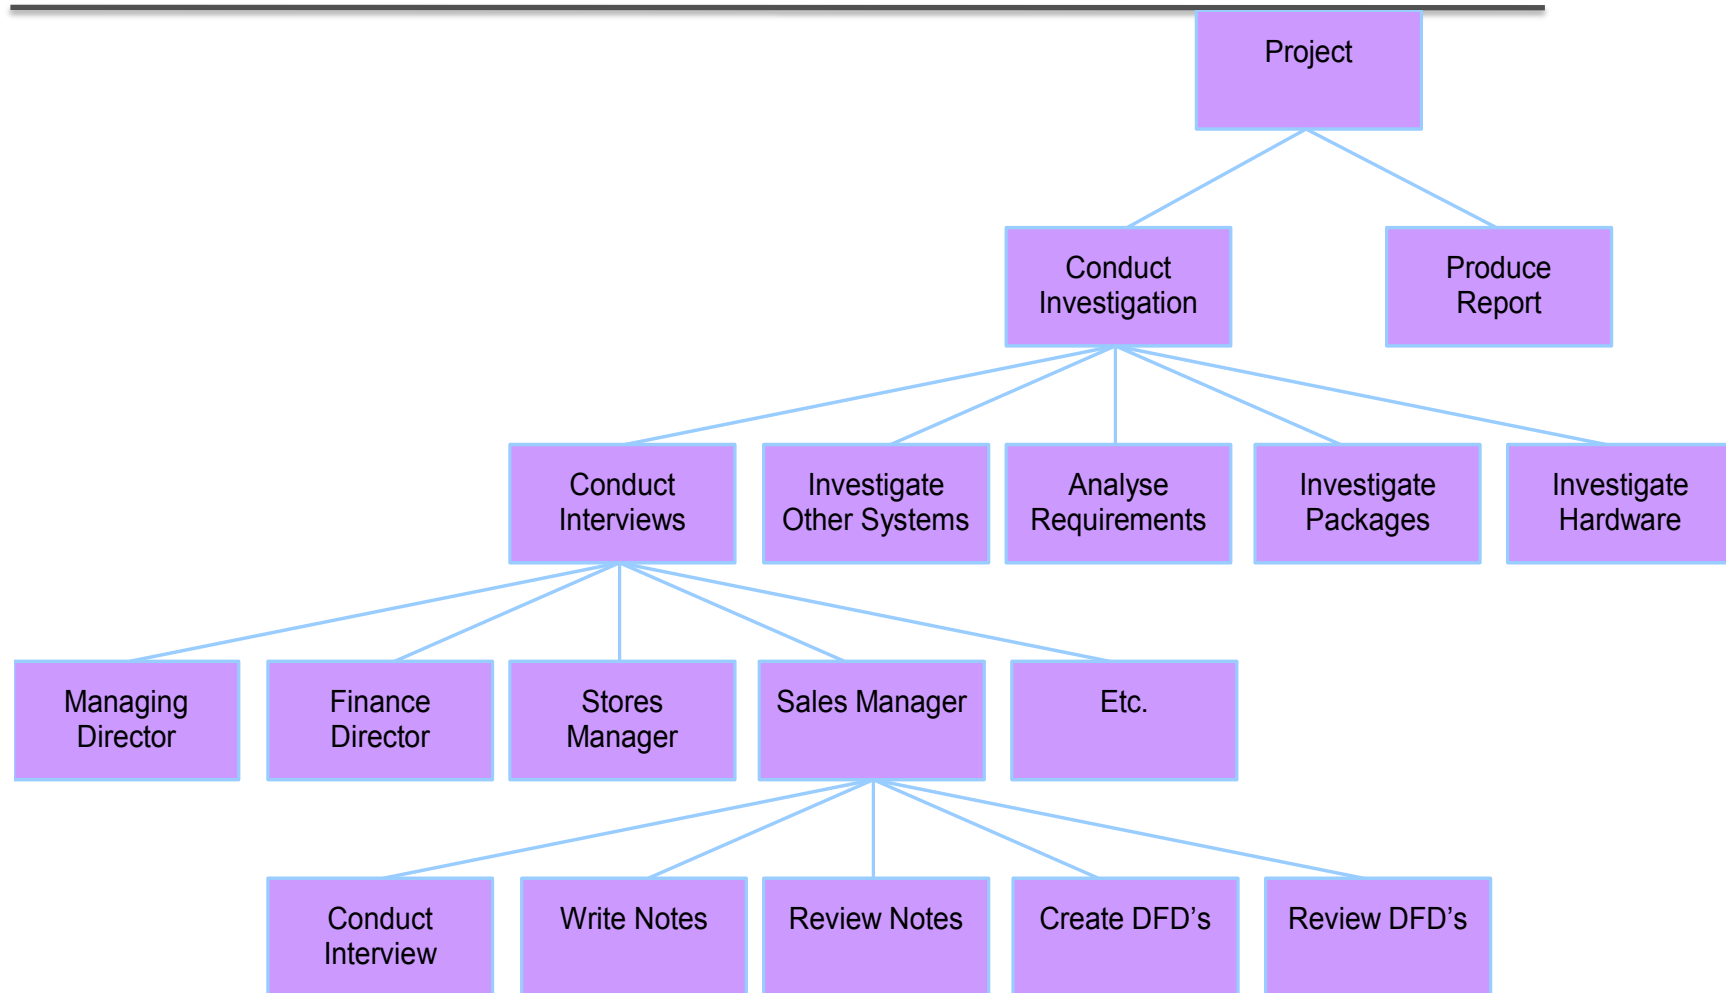 Project
Conduct
Investigation
Produce
Report
Conduct
Interviews
Investigate
Other Systems
Analyse
Requirements
Investigate
Packages
Investigate
Hardware
Managing
Director
Finance
Director
Stores
Manager
Sales Manager
Etc.
Conduct
Interview
Write Notes
Review Notes
Create DFD’s
Review DFD’s